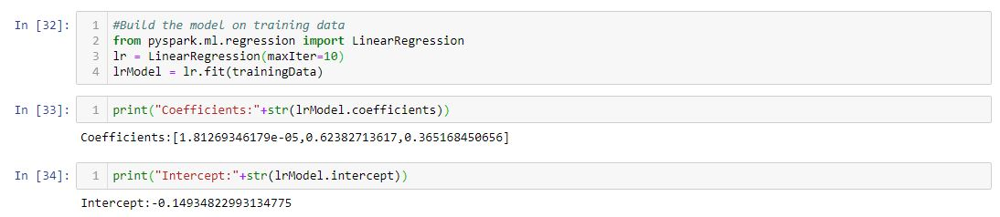 In [32]:
1 #Build the model on training data
2 from pyspark.ml.regression import LinearRegression
3 lr = LinearRegression(maxIter=10)
4 lrModel = lr.fit(trainingData)
In [33]:
1 print("Coefficients:"+str(lrModel.coefficients))
Coefficients:[1.81269346179e-05,0.62382713617,0.365168450656]
In [34]:
1 print("Intercept:"+str(lrModel.intercept))
Intercept:-0.14934822993134775